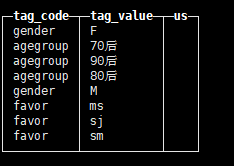 tag_code tag_value us
gender F
agegroup 70后
agegroup 90后
agegroup 80后
gender M
favor ms
favor sj
favor sm